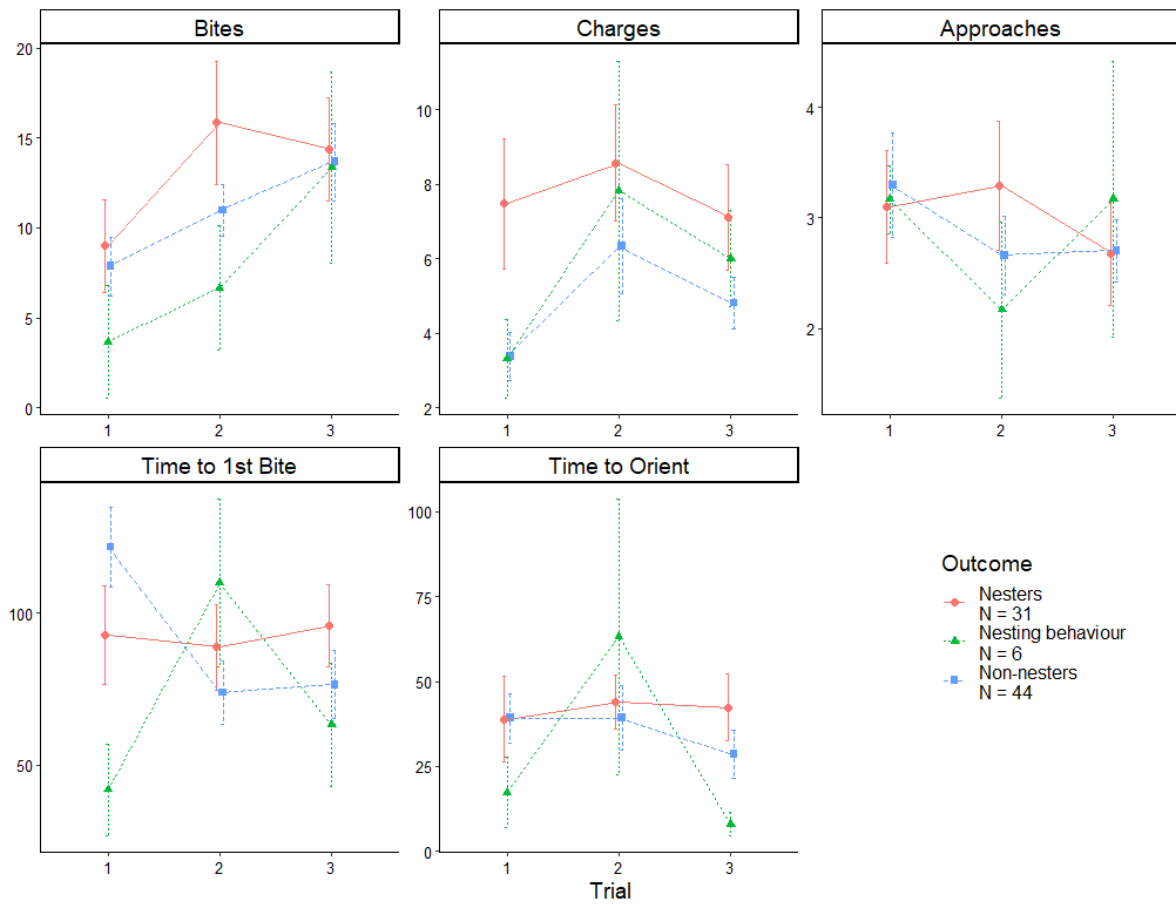 Bites
Charges
Approaches
20
15
10
5
0
1
2
3
10
8
6
4
2
1
2
3
4
3
2
1
2
3
Time to 1st Bite
Time to Orient
100
50
1
2
3
100
75
50
25
0
1
2
3
Trial
Outcome
Nesters
N = 31
Nesting behaviour
N = 6
Non-nesters
N = 44